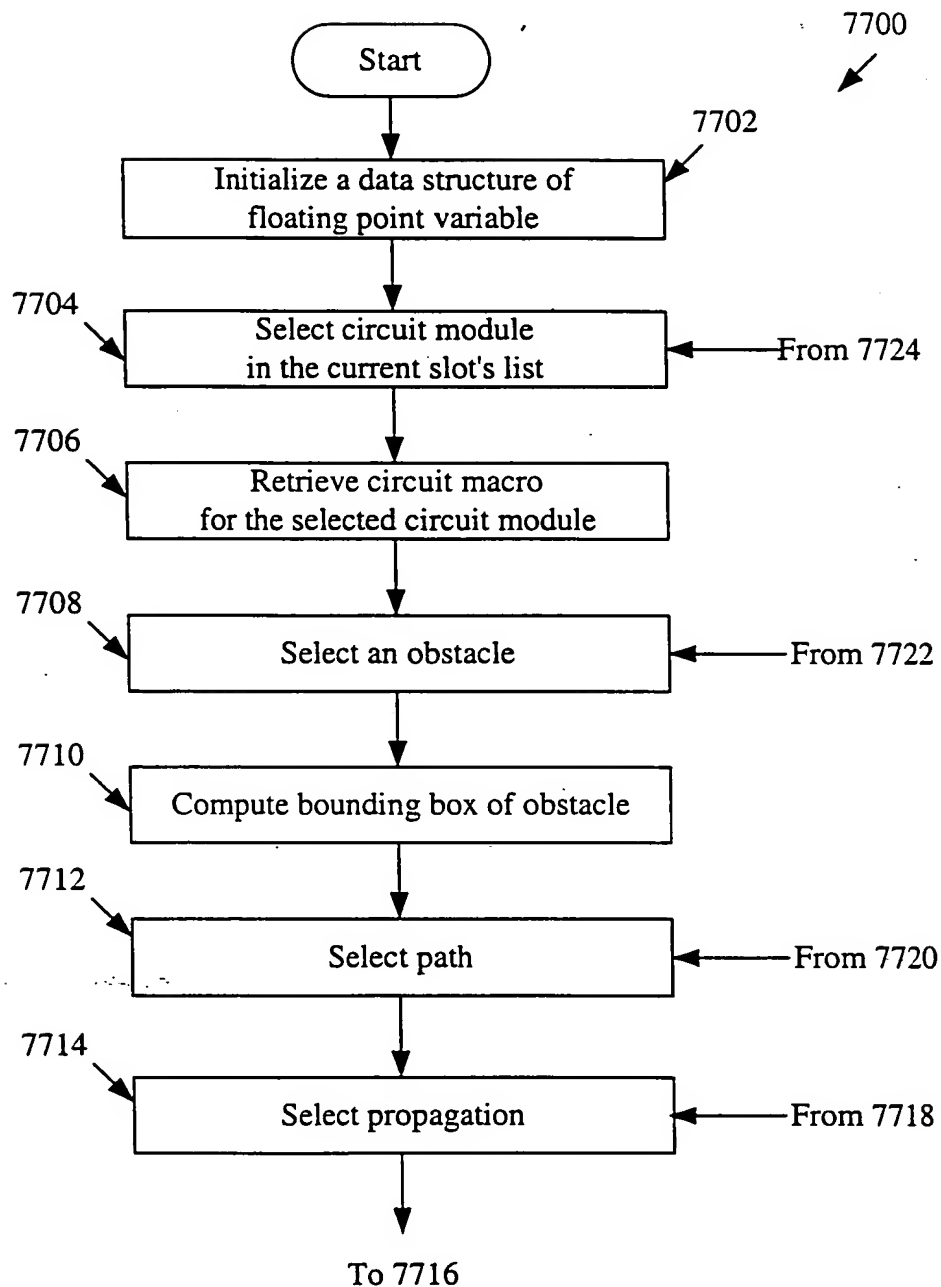 7700
Start
7702
Initialize a data structure of
floating point variable
7704
Select circuit module
in the current slot's list
From 7724
7706
Retrieve circuit macro
for the selected circuit module
7708
Select an obstacle
From 7722
7710
Compute bounding box of obstacle
7712
Select path
From 7720
7714
Select propagation
From 7718
To 7716